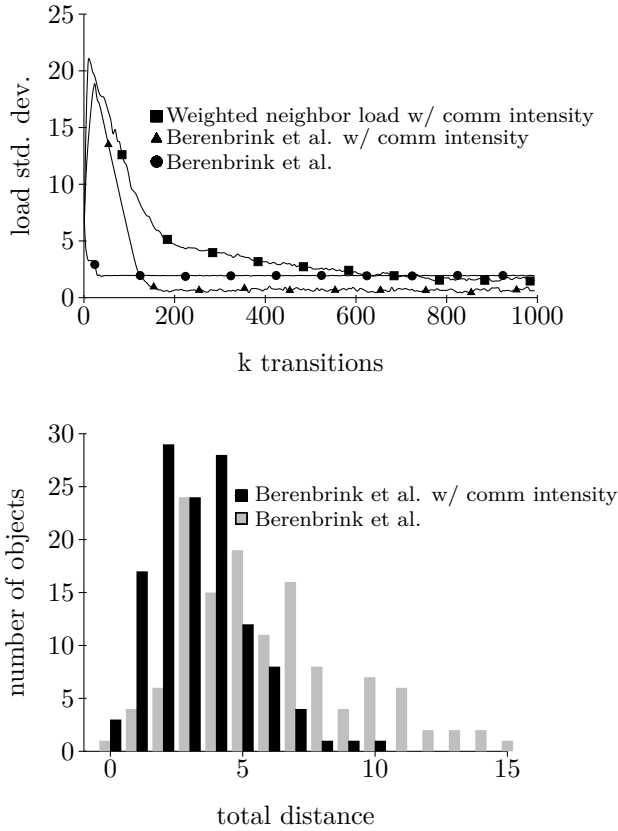 25
20
15
10
5
0
load std. dev.
Weighted neighbor load w/ comm intensity
Berenbrink et al. w/ comm intensity
Berenbrink et al.
0 200 400 600 800 1000
k transitions
30
25
20
15
10
5
0
number of objects
Berenbrink et al. w/ comm intensity
Berenbrink et al.
0 5 10 15
total distance